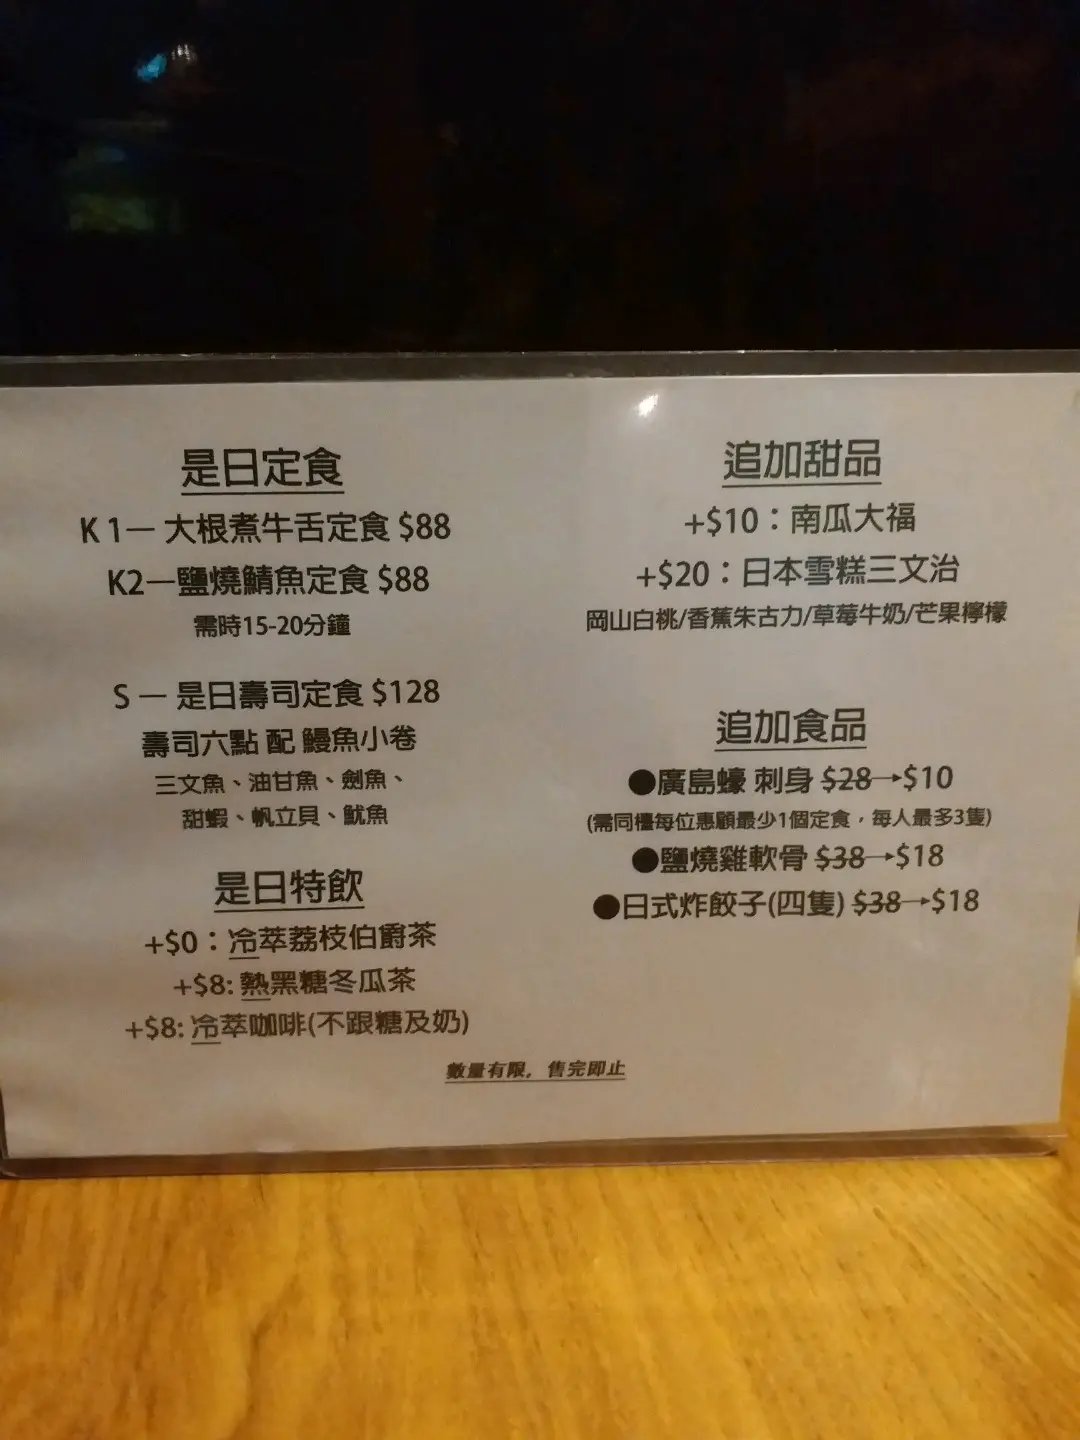 是日定食
K 1— 大根煮牛舌定食 $88
K2—鹽燒鯖魚定食 $88
需時15-20分鐘
S — 是日壽司定食 $128
壽司六點 配 鰻魚小卷
三文魚、油甘魚、劍魚、
甜蝦、帆立貝、魷魚
是日特飲
+$0：冷萃荔枝伯爵茶
+$8: 熱黑糖冬瓜茶
+$8: 冷萃咖啡(不跟糖及奶)
追加甜品
+$10：南瓜大福
+$20：日本雪糕三文治
岡山白桃/香蕉朱古力/草莓牛奶/芒果檸檬
追加食品
●廣島蠔 刺身 $28→$10
(需同檯每位惠顧最少1個定食，每人最多3隻)
●鹽燒雞軟骨 $38→$18
●日式炸餃子(四隻) $38→$18
數量有限，售完即止